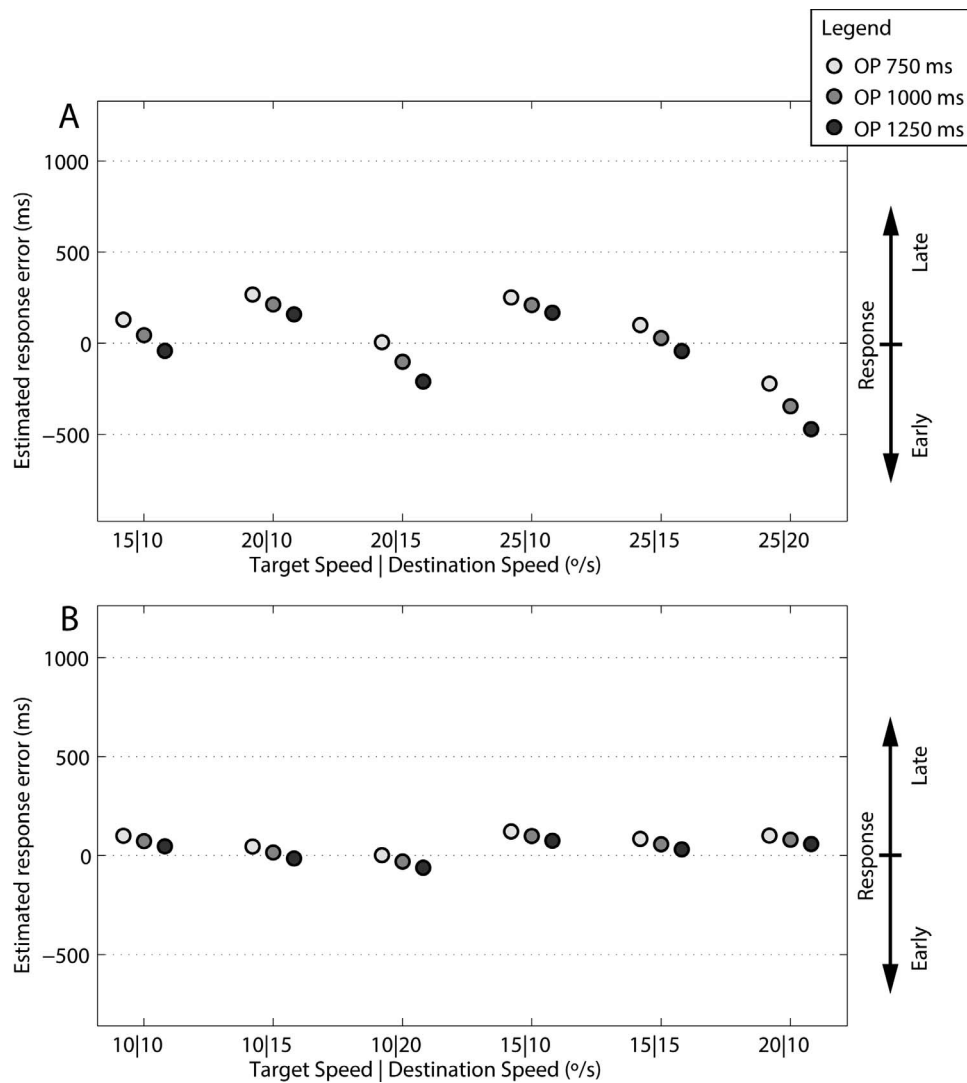 Legend
OP 750 ms
OP 1000 ms
OP 1250 ms
A
Estimated response error (ms)
1000
500
0
−500
15|10 20|10 20|15 25|10 25|15 25|20
Target Speed | Destination Speed (º/s)
Late
Response
Early
B
Estimated response error (ms)
1000
500
0
−500
10|10 10|15 10|20 15|10 15|15 20|10
Target Speed | Destination Speed (º/s)
Late
Response
Early